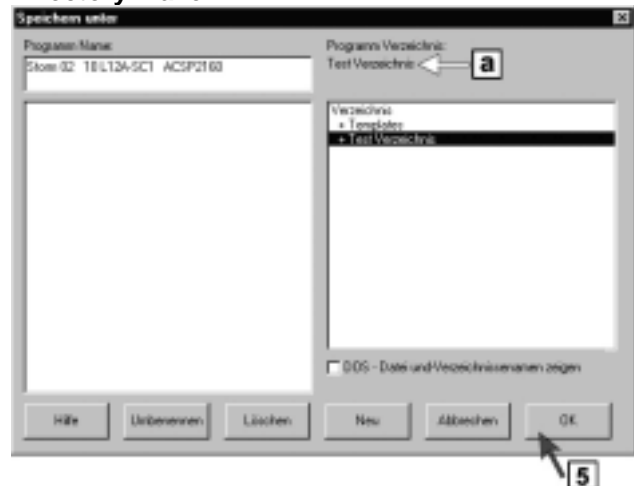 Speichern unter
Programm Name:
Storm 02 18 L12A-SC1 ACSP2160
Programm Verzeichnis:
Test Verzeichnis
a
Verzeichnis
+ Templates
+ Test Verzeichnis
DOS - Datei und Verzeichnissenamen zeigen
Hilfe
Umbenennen
Löschen
Neu
Abbrechen
OK
5